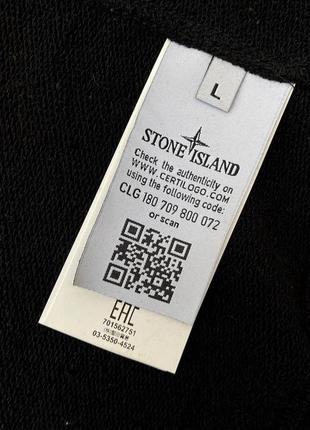 L
STONE ISLAND
Check the authenticity on
WWW.CERTILOGO.COM
using the following code:
CLG 180 709 800 072
or scan
EAC
701562751
03-5350-4524